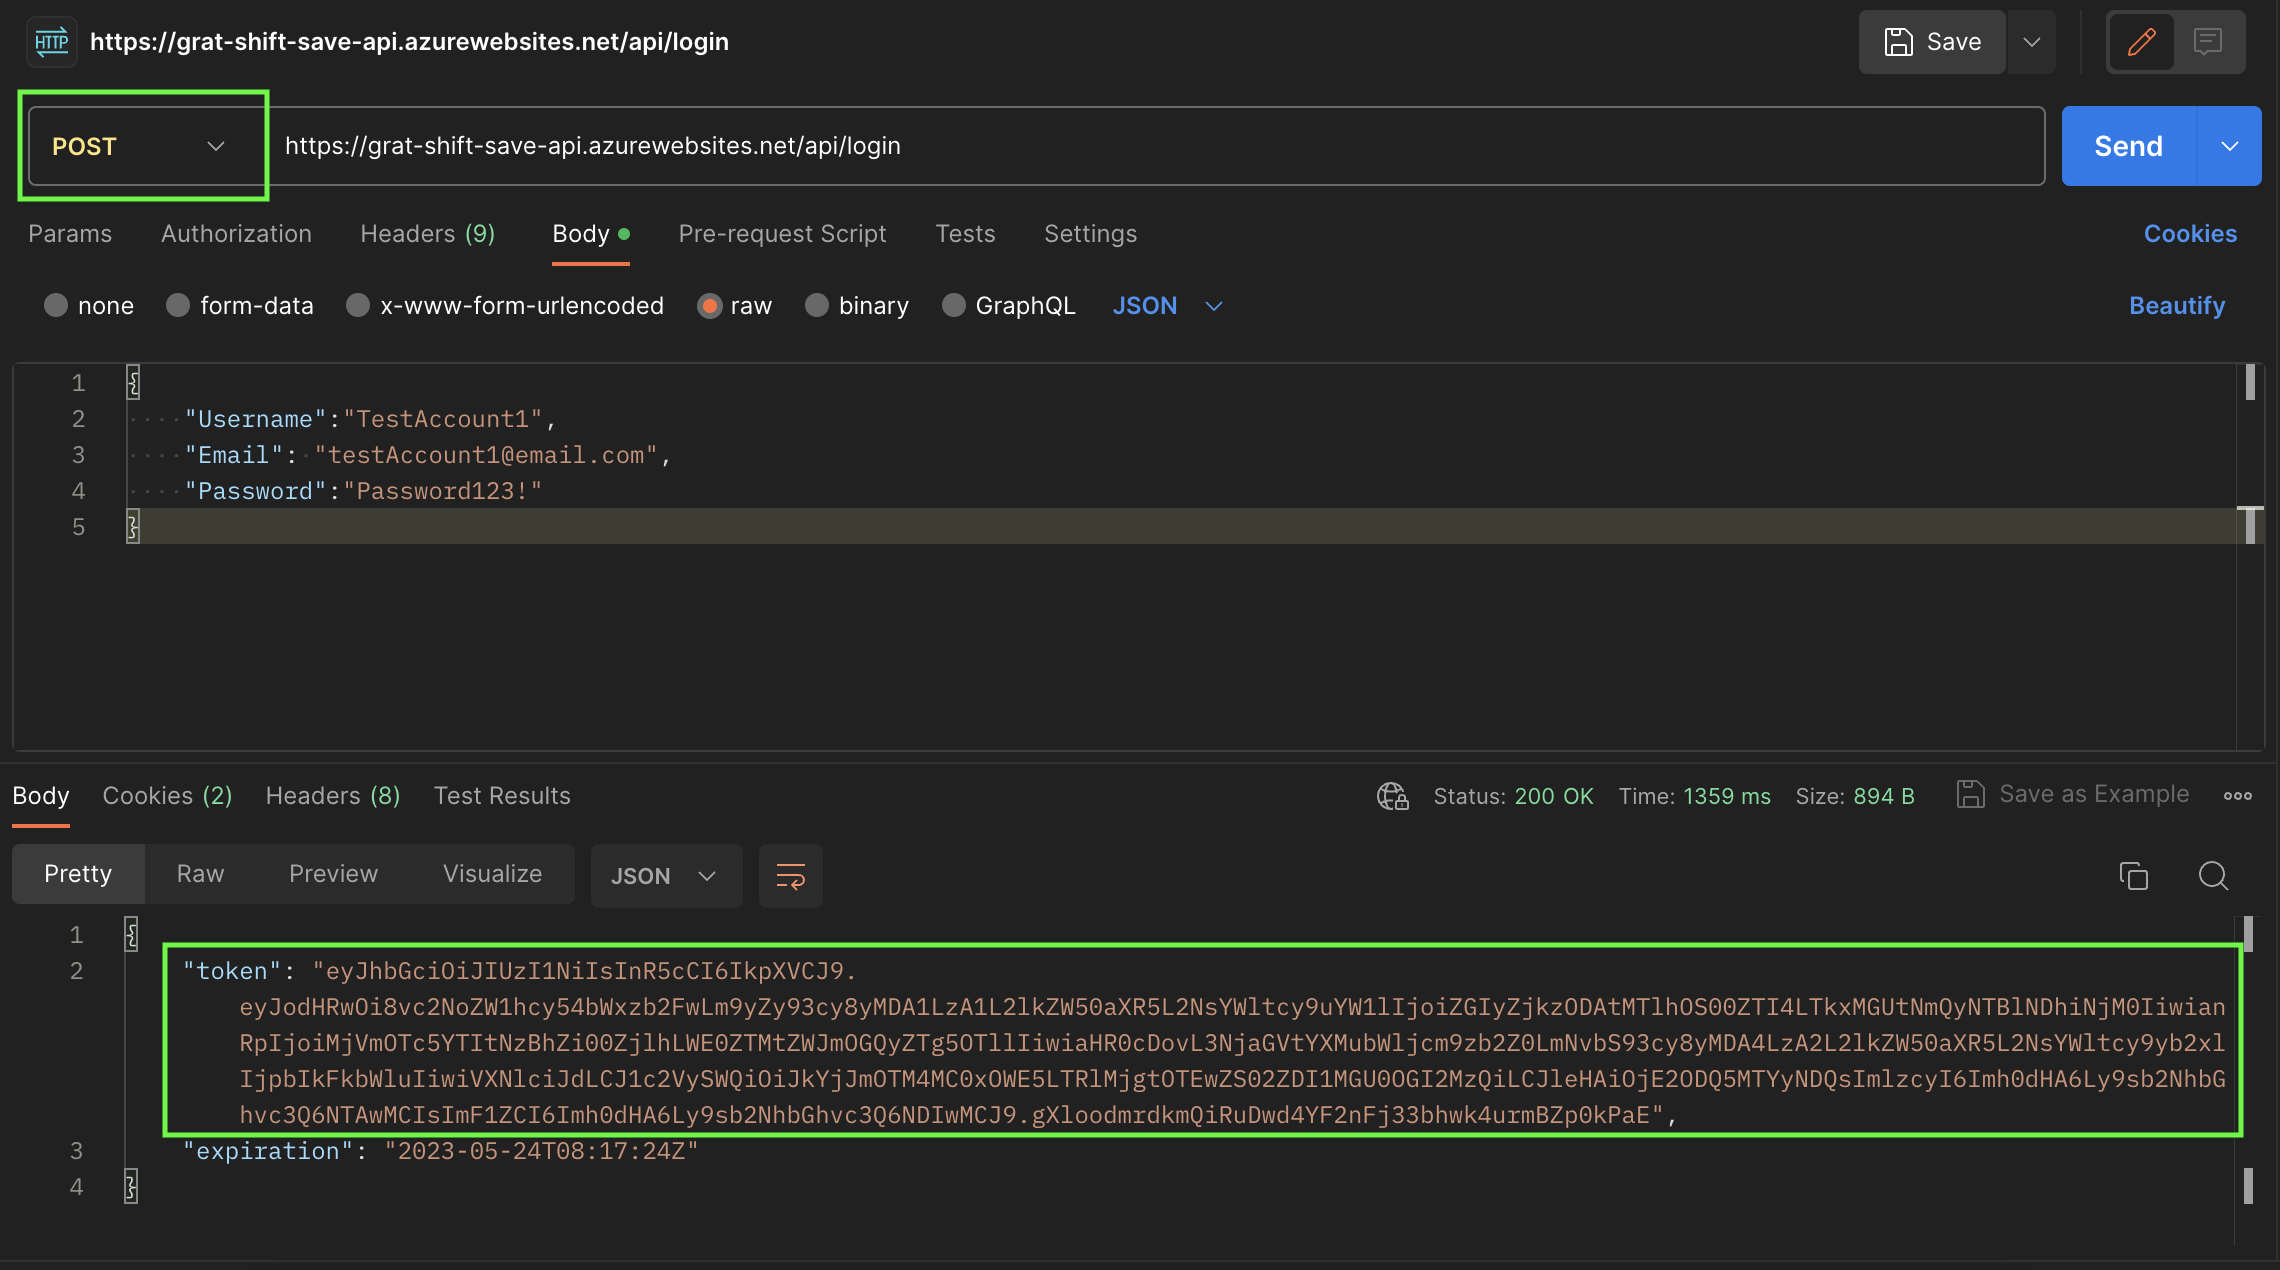 HTTP https://grat-shift-save-api.azurewebsites.net/api/login Save
POST https://grat-shift-save-api.azurewebsites.net/api/login Send
Params Authorization Headers (9) Body Pre-request Script Tests Settings Cookies
none form-data x-www-form-urlencoded raw binary GraphQL JSON Beautify
1 {
2 "Username":"TestAccount1",
3 "Email": "testAccount1@email.com",
4 "Password":"Password123!"
5 }
Body Cookies (2) Headers (8) Test Results Status: 200 OK Time: 1359 ms Size: 894 B Save as Example
Pretty Raw Preview Visualize JSON
1 {
2 "token": "eyJhbGciOiJIUzI1NiIsInR5cCI6IkpXVCJ9.
eyJodHRwOi8vc2NoZW1hcy54bWxzb2FwLm9yZy93cy8yMDA1LzA1L2lkZW50aXR5L2NsYWltcy9uYW1lIjoiZGIyZjkzODAtMTlhOS00ZTI4LTkxMGUtNmQyNTBlNDhiNjM0Iiwian
RpIjoiMjVmOTc5YTItNzBhZi00ZjlhLWE0ZTMtZWJmOGQyZTg5OTllIiwiaHR0cDovL3NjaGVtYXMubWljcm9zb2Z0LmNvbS93cy8yMDA4LzA2L2lkZW50aXR5L2NsYWltcy9yb2xl
IjpbIkFkbWluIiwiVXNlciJdLCJ1c2VySWQiOiJkYjJmOTM4MC0xOWE5LTRlMjgtOTEwZS02ZDI1MGU0OGI2MzQiLCJleHAiOjE2ODQ5MTYyNDQsImlzcyI6Imh0dHA6Ly9sb2NhbG
hvc3Q6NTAwMCIsImF1ZCI6Imh0dHA6Ly9sb2NhbGhvc3Q6NDIwMCJ9.gXloodmrdkmQiRuDwd4YF2nFj33bhwk4urmBZp0kPaE",
3 "expiration": "2023-05-24T08:17:24Z"
4 }